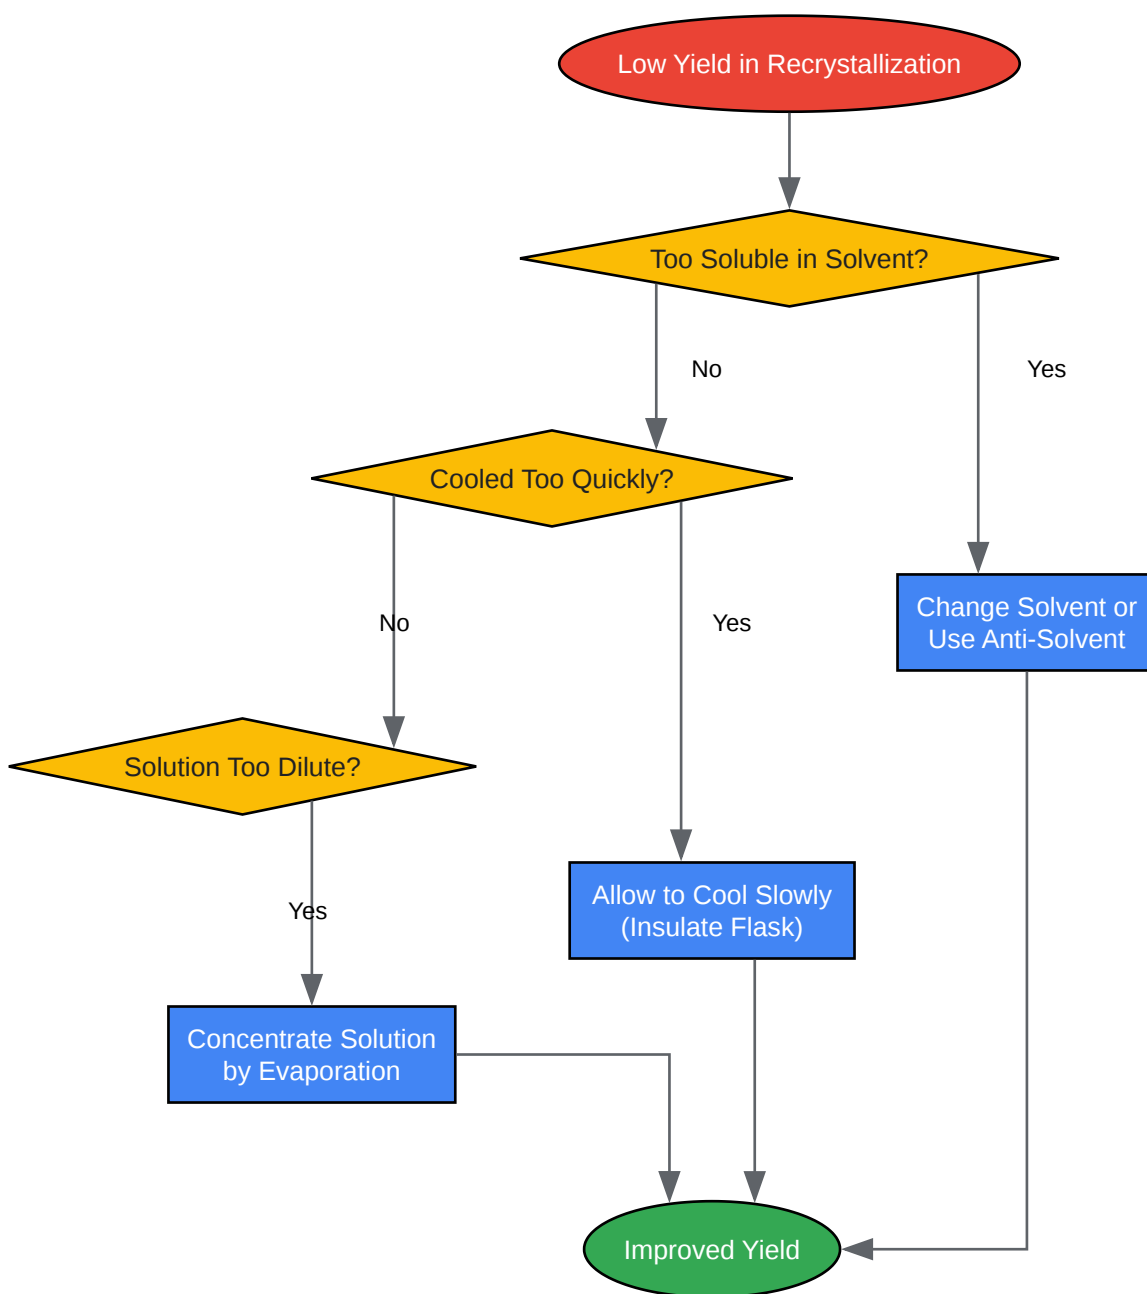 Low Yield in Recrystallization
Too Soluble in Solvent?
No
Yes
Cooled Too Quickly?
Change Solvent or
Use Anti-Solvent
No
Yes
Solution Too Dilute?
Allow to Cool Slowly
(Insulate Flask)
Yes
Concentrate Solution
by Evaporation
Improved Yield